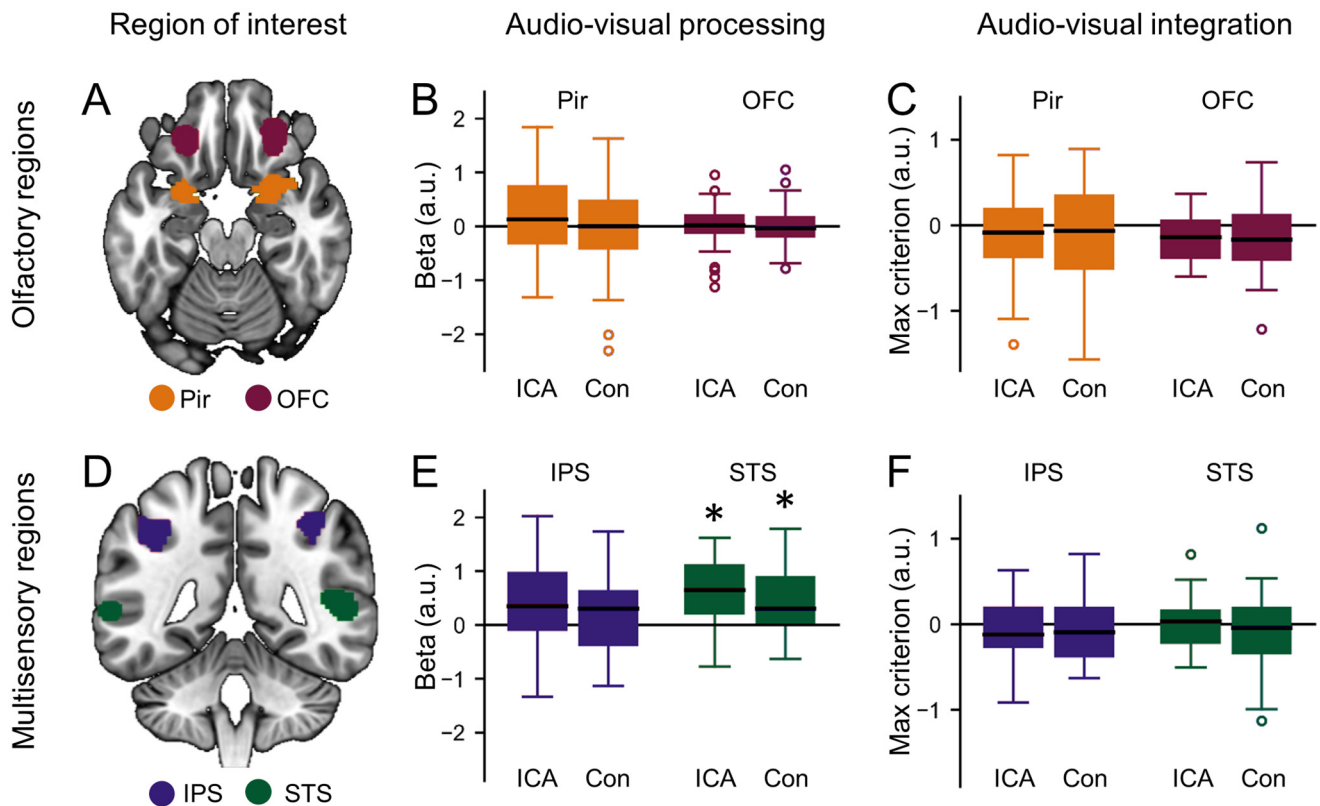 Region of interest
Audio-visual processing
Audio-visual integration
Olfactory regions
A
Pir
OFC
B
Pir
OFC
Beta (a.u.)
2
1
0
−1
−2
ICA
Con
ICA
Con
C
Pir
OFC
Max criterion (a.u.)
1
0
−1
ICA
Con
ICA
Con
Multisensory regions
D
IPS
STS
E
IPS
STS
* *
Beta (a.u.)
2
1
0
−1
−2
ICA
Con
ICA
Con
F
IPS
STS
Max criterion (a.u.)
1
0
−1
ICA
Con
ICA
Con